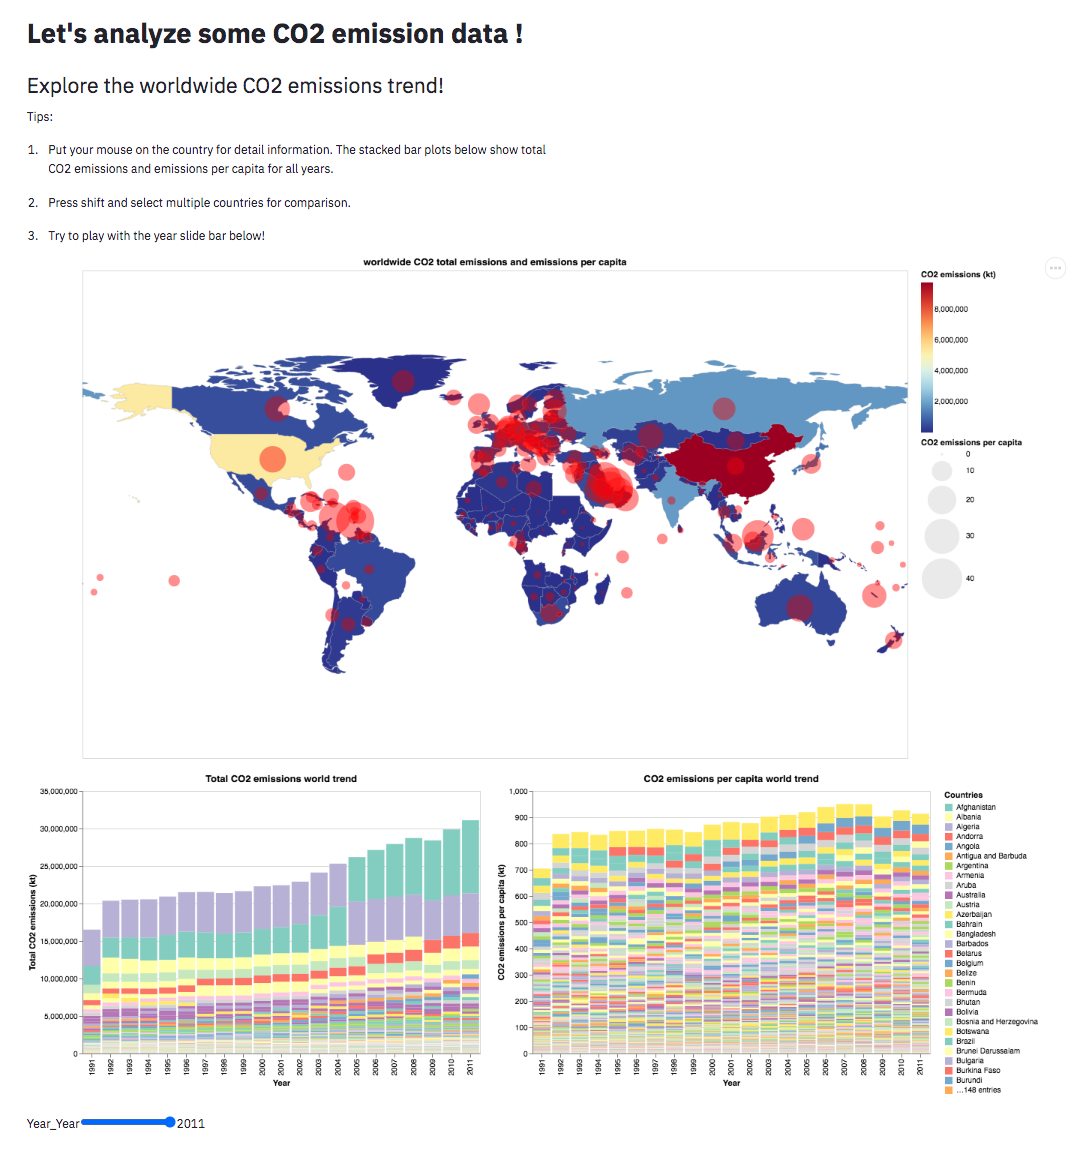 Let's analyze some CO2 emission data !
Explore the worldwide CO2 emissions trend!
Tips:
1. Put your mouse on the country for detail information. The stacked bar plots below show total
CO2 emissions and emissions per capita for all years.
2. Press shift and select multiple countries for comparison.
3. Try to play with the year slide bar below!
worldwide CO2 total emissions and emissions per capita
CO2 emissions (kt)
8,000,000
6,000,000
4,000,000
2,000,000
CO2 emissions per capita
0
10
20
30
40
Total CO2 emissions world trend
35,000,000
30,000,000
25,000,000
20,000,000
15,000,000
10,000,000
5,000,000
0
Total CO2 emissions (kt)
1991 1992 1993 1994 1995 1996 1997 1998 1999 2000 2001 2002 2003 2004 2005 2006 2007 2008 2009 2010 2011
Year
CO2 emissions per capita world trend
1,000
900
800
700
600
500
400
300
200
100
0
CO2 emissions per capita (kt)
1991 1992 1993 1994 1995 1996 1997 1998 1999 2000 2001 2002 2003 2004 2005 2006 2007 2008 2009 2010 2011
Year
Countries
Afghanistan
Albania
Algeria
Andorra
Angola
Antigua and Barbuda
Argentina
Armenia
Aruba
Australia
Austria
Azerbaijan
Bahrain
Bangladesh
Barbados
Belarus
Belgium
Belize
Benin
Bermuda
Bhutan
Bolivia
Bosnia and Herzegovina
Botswana
Brazil
Brunei Darussalam
Bulgaria
Burkina Faso
Burundi
...148 entries
Year_Year 2011